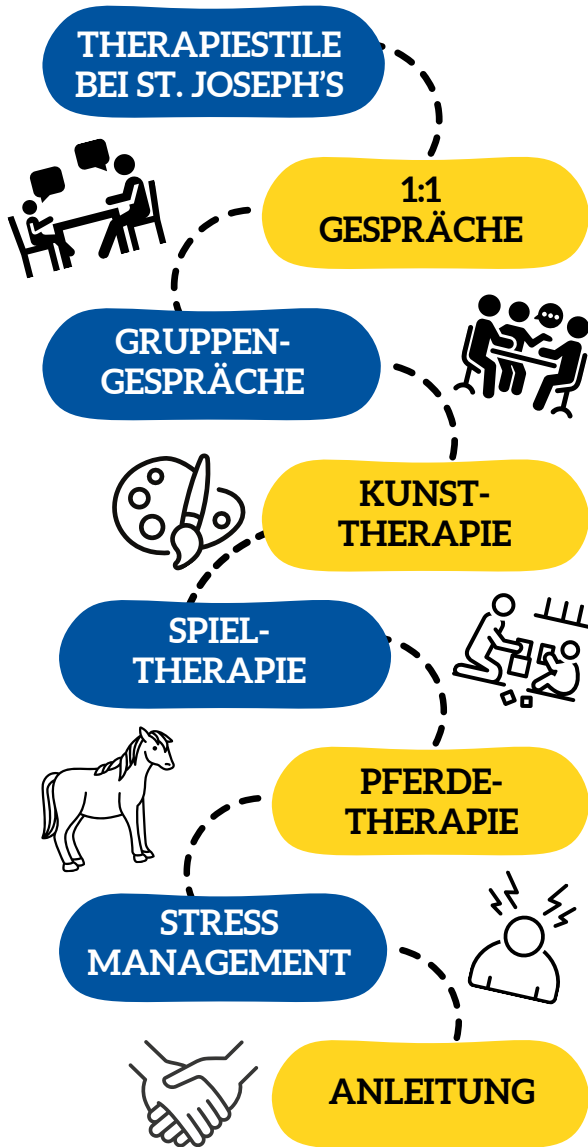 THERAPIESTILE
BEI ST. JOSEPH'S
1:1
GESPRÄCHE
GRUPPEN-
GESPRÄCHE
KUNST-
THERAPIE
SPIEL-
THERAPIE
PFERDE-
THERAPIE
STRESS
MANAGEMENT
ANLEITUNG